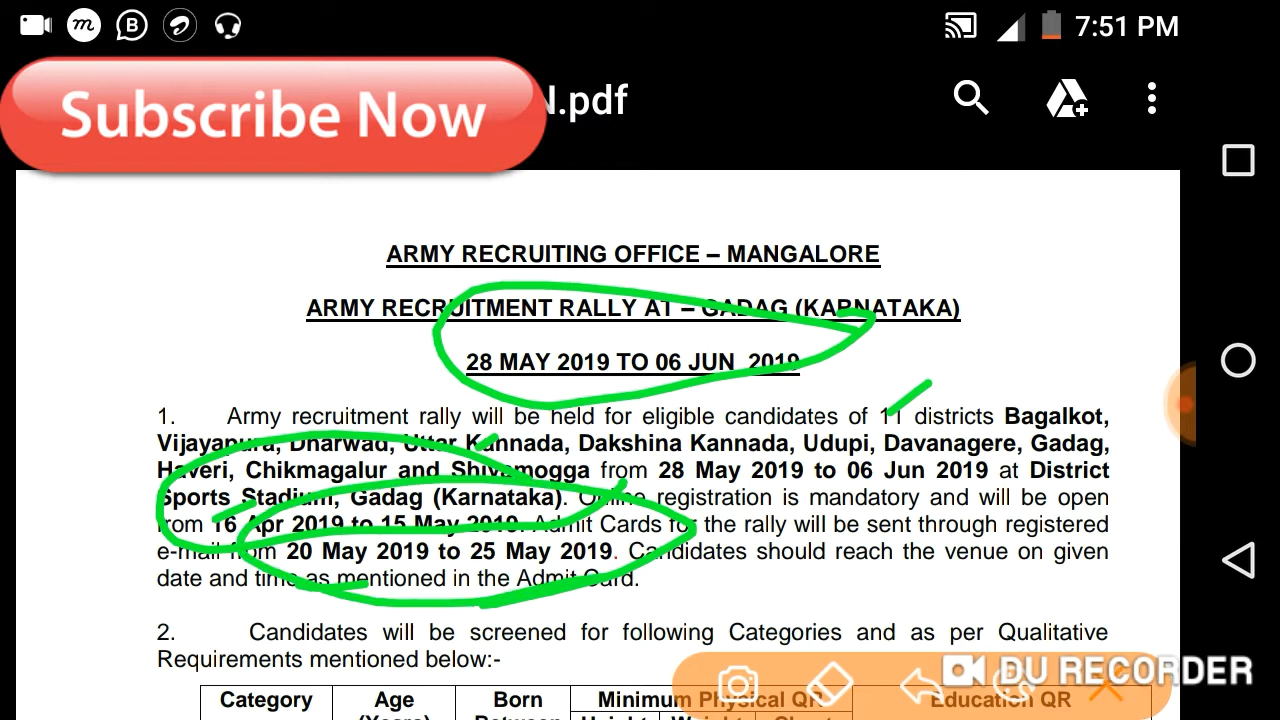 7:51 PM
Subscribe Now
N.pdf
ARMY RECRUITING OFFICE – MANGALORE
ARMY RECRUITMENT RALLY AT – GADAG (KARNATAKA)
28 MAY 2019 TO 06 JUN 2019
1. Army recruitment rally will be held for eligible candidates of 11 districts Bagalkot,
Vijayapura, Dharwad, Uttar Kannada, Dakshina Kannada, Udupi, Davanagere, Gadag,
Haveri, Chikmagalur and Shivamogga from 28 May 2019 to 06 Jun 2019 at District
Sports Stadium, Gadag (Karnataka). Online registration is mandatory and will be open
from 16 Apr 2019 to 15 May 2019. Admit Cards for the rally will be sent through registered
e-mail from 20 May 2019 to 25 May 2019. Candidates should reach the venue on given
date and time as mentioned in the Admit Card.
2. Candidates will be screened for following Categories and as per Qualitative
Requirements mentioned below:-
DU RECORDER
Category Age Born Minimum Physical QR Education QR
(Years) Between Height Weight Chest